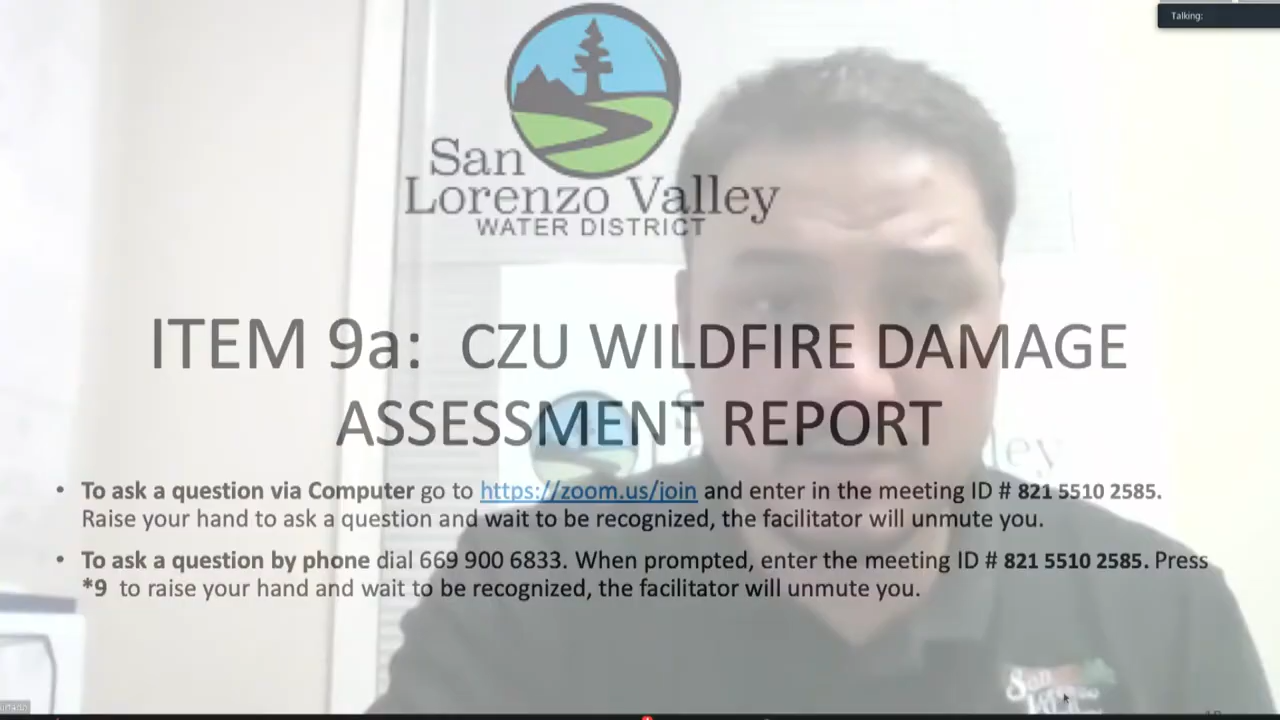 Talking:
San
Lorenzo Valley
WATER DISTRICT
ITEM 9a: CZU WILDFIRE DAMAGE
ASSESSMENT REPORT
• To ask a question via Computer go to https://zoom.us/join and enter in the meeting ID # 821 5510 2585.
Raise your hand to ask a question and wait to be recognized, the facilitator will unmute you.
• To ask a question by phone dial 669 900 6833. When prompted, enter the meeting ID # 821 5510 2585. Press
*9 to raise your hand and wait to be recognized, the facilitator will unmute you.
San